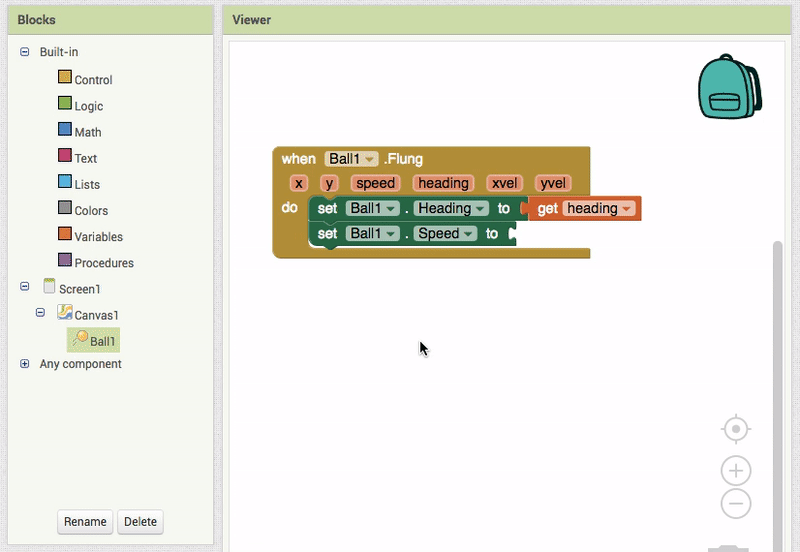 Blocks
Viewer
Built-in
Control
Logic
Math
Text
Lists
Colors
Variables
Procedures
Screen1
Canvas1
Ball1
Any component
Rename Delete
when Ball1 .Flung
x y speed heading xvel yvel
do set Ball1 . Heading to get heading
set Ball1 . Speed to